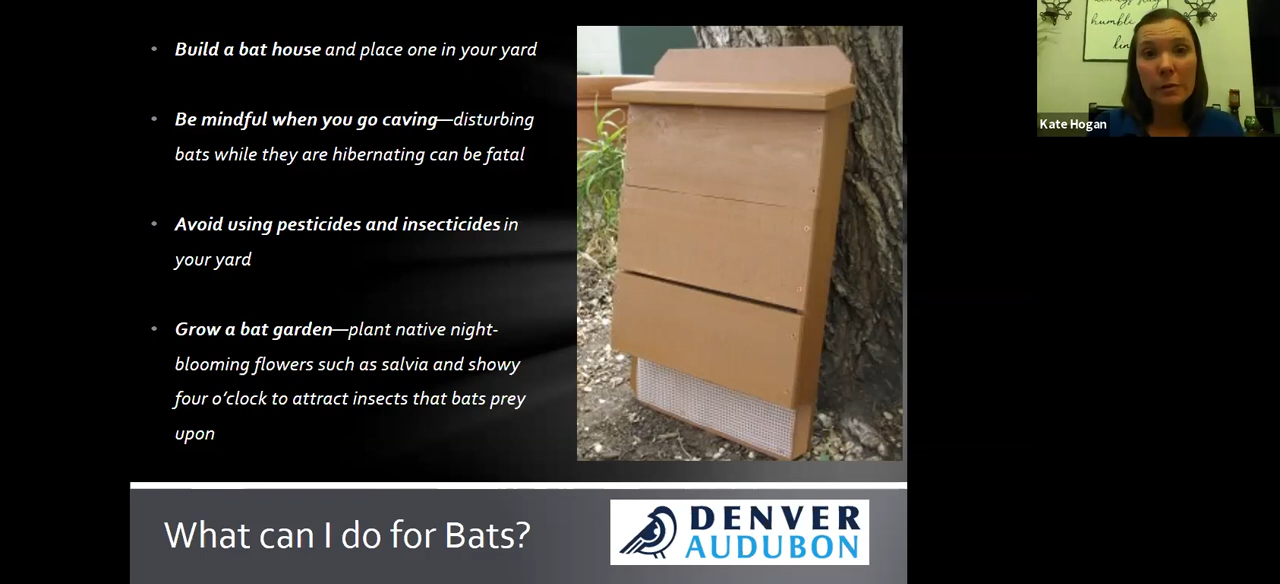 Build a bat house and place one in your yard
Be mindful when you go caving—disturbing
bats while they are hibernating can be fatal
Avoid using pesticides and insecticides in
your yard
Grow a bat garden—plant native night-
blooming flowers such as salvia and showy
four o'clock to attract insects that bats prey
upon
What can I do for Bats?
DENVER
AUDUBON
humble
Kate Hogan